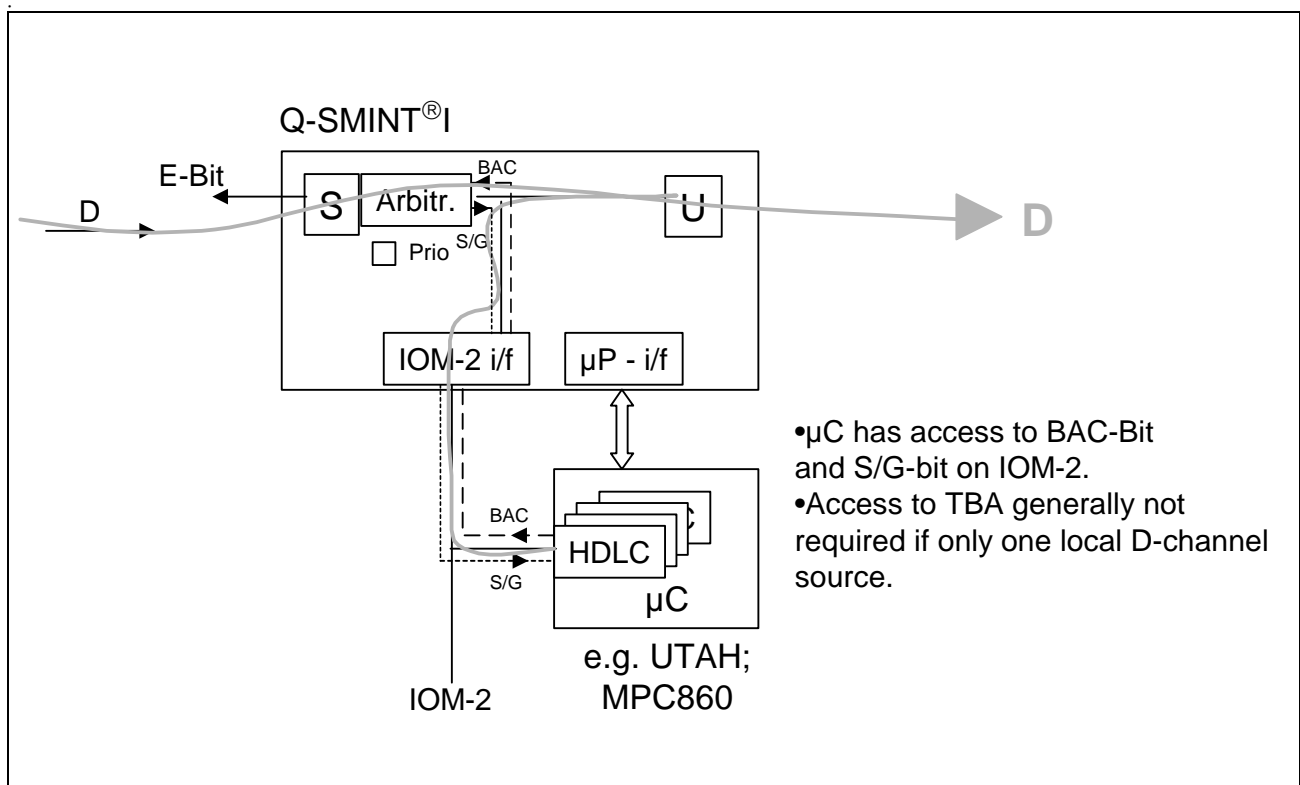 .
Q-SMINT®I
E-Bit
D
S
Arbitr.
BAC
S/G
Prio
U
D
IOM-2 i/f
µP - i/f
•µC has access to BAC-Bit
and S/G-bit on IOM-2.
•Access to TBA generally not
required if only one local D-channel
source.
BAC
S/G
HDLC
µC
IOM-2
e.g. UTAH;
MPC860